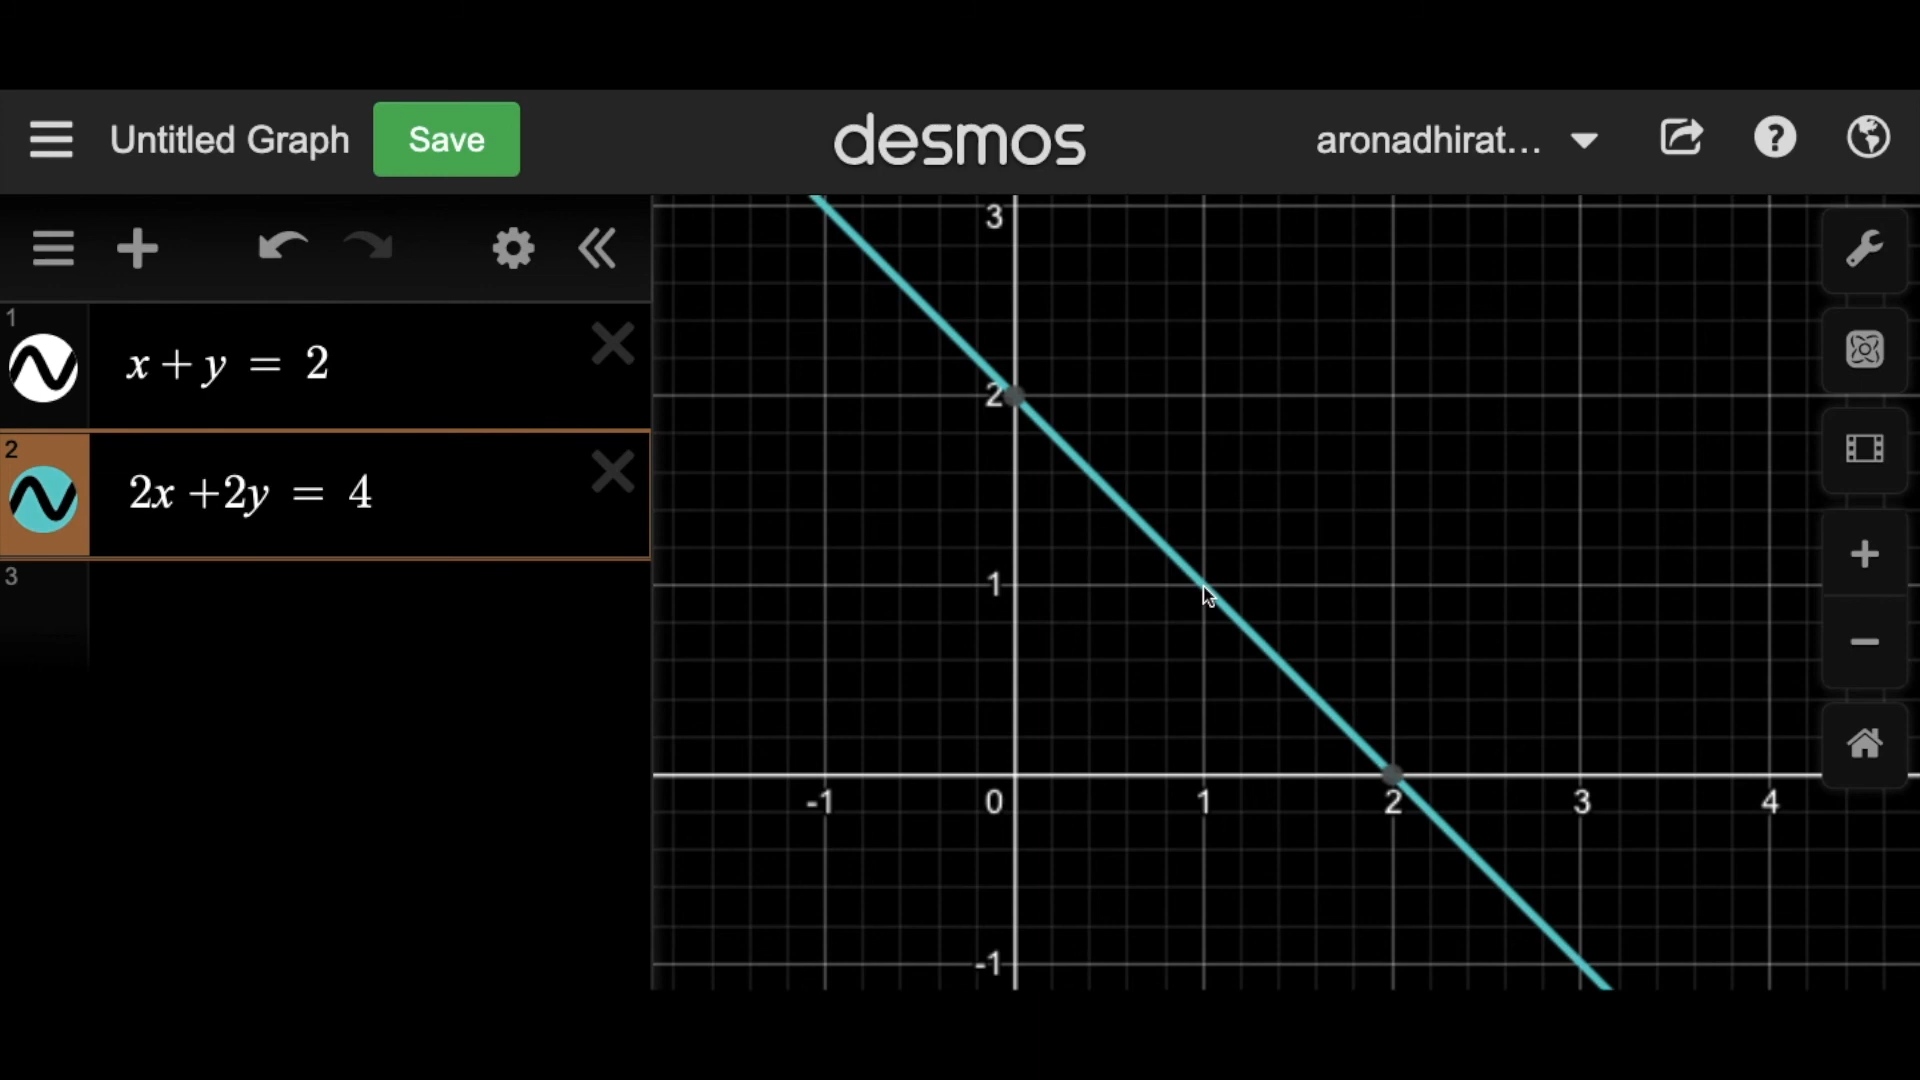 Untitled Graph Save desmos aronadhirat...
1
x + y = 2
2
2x +2y = 4
3
3
2
1
-1 0 1 2 3 4
-1